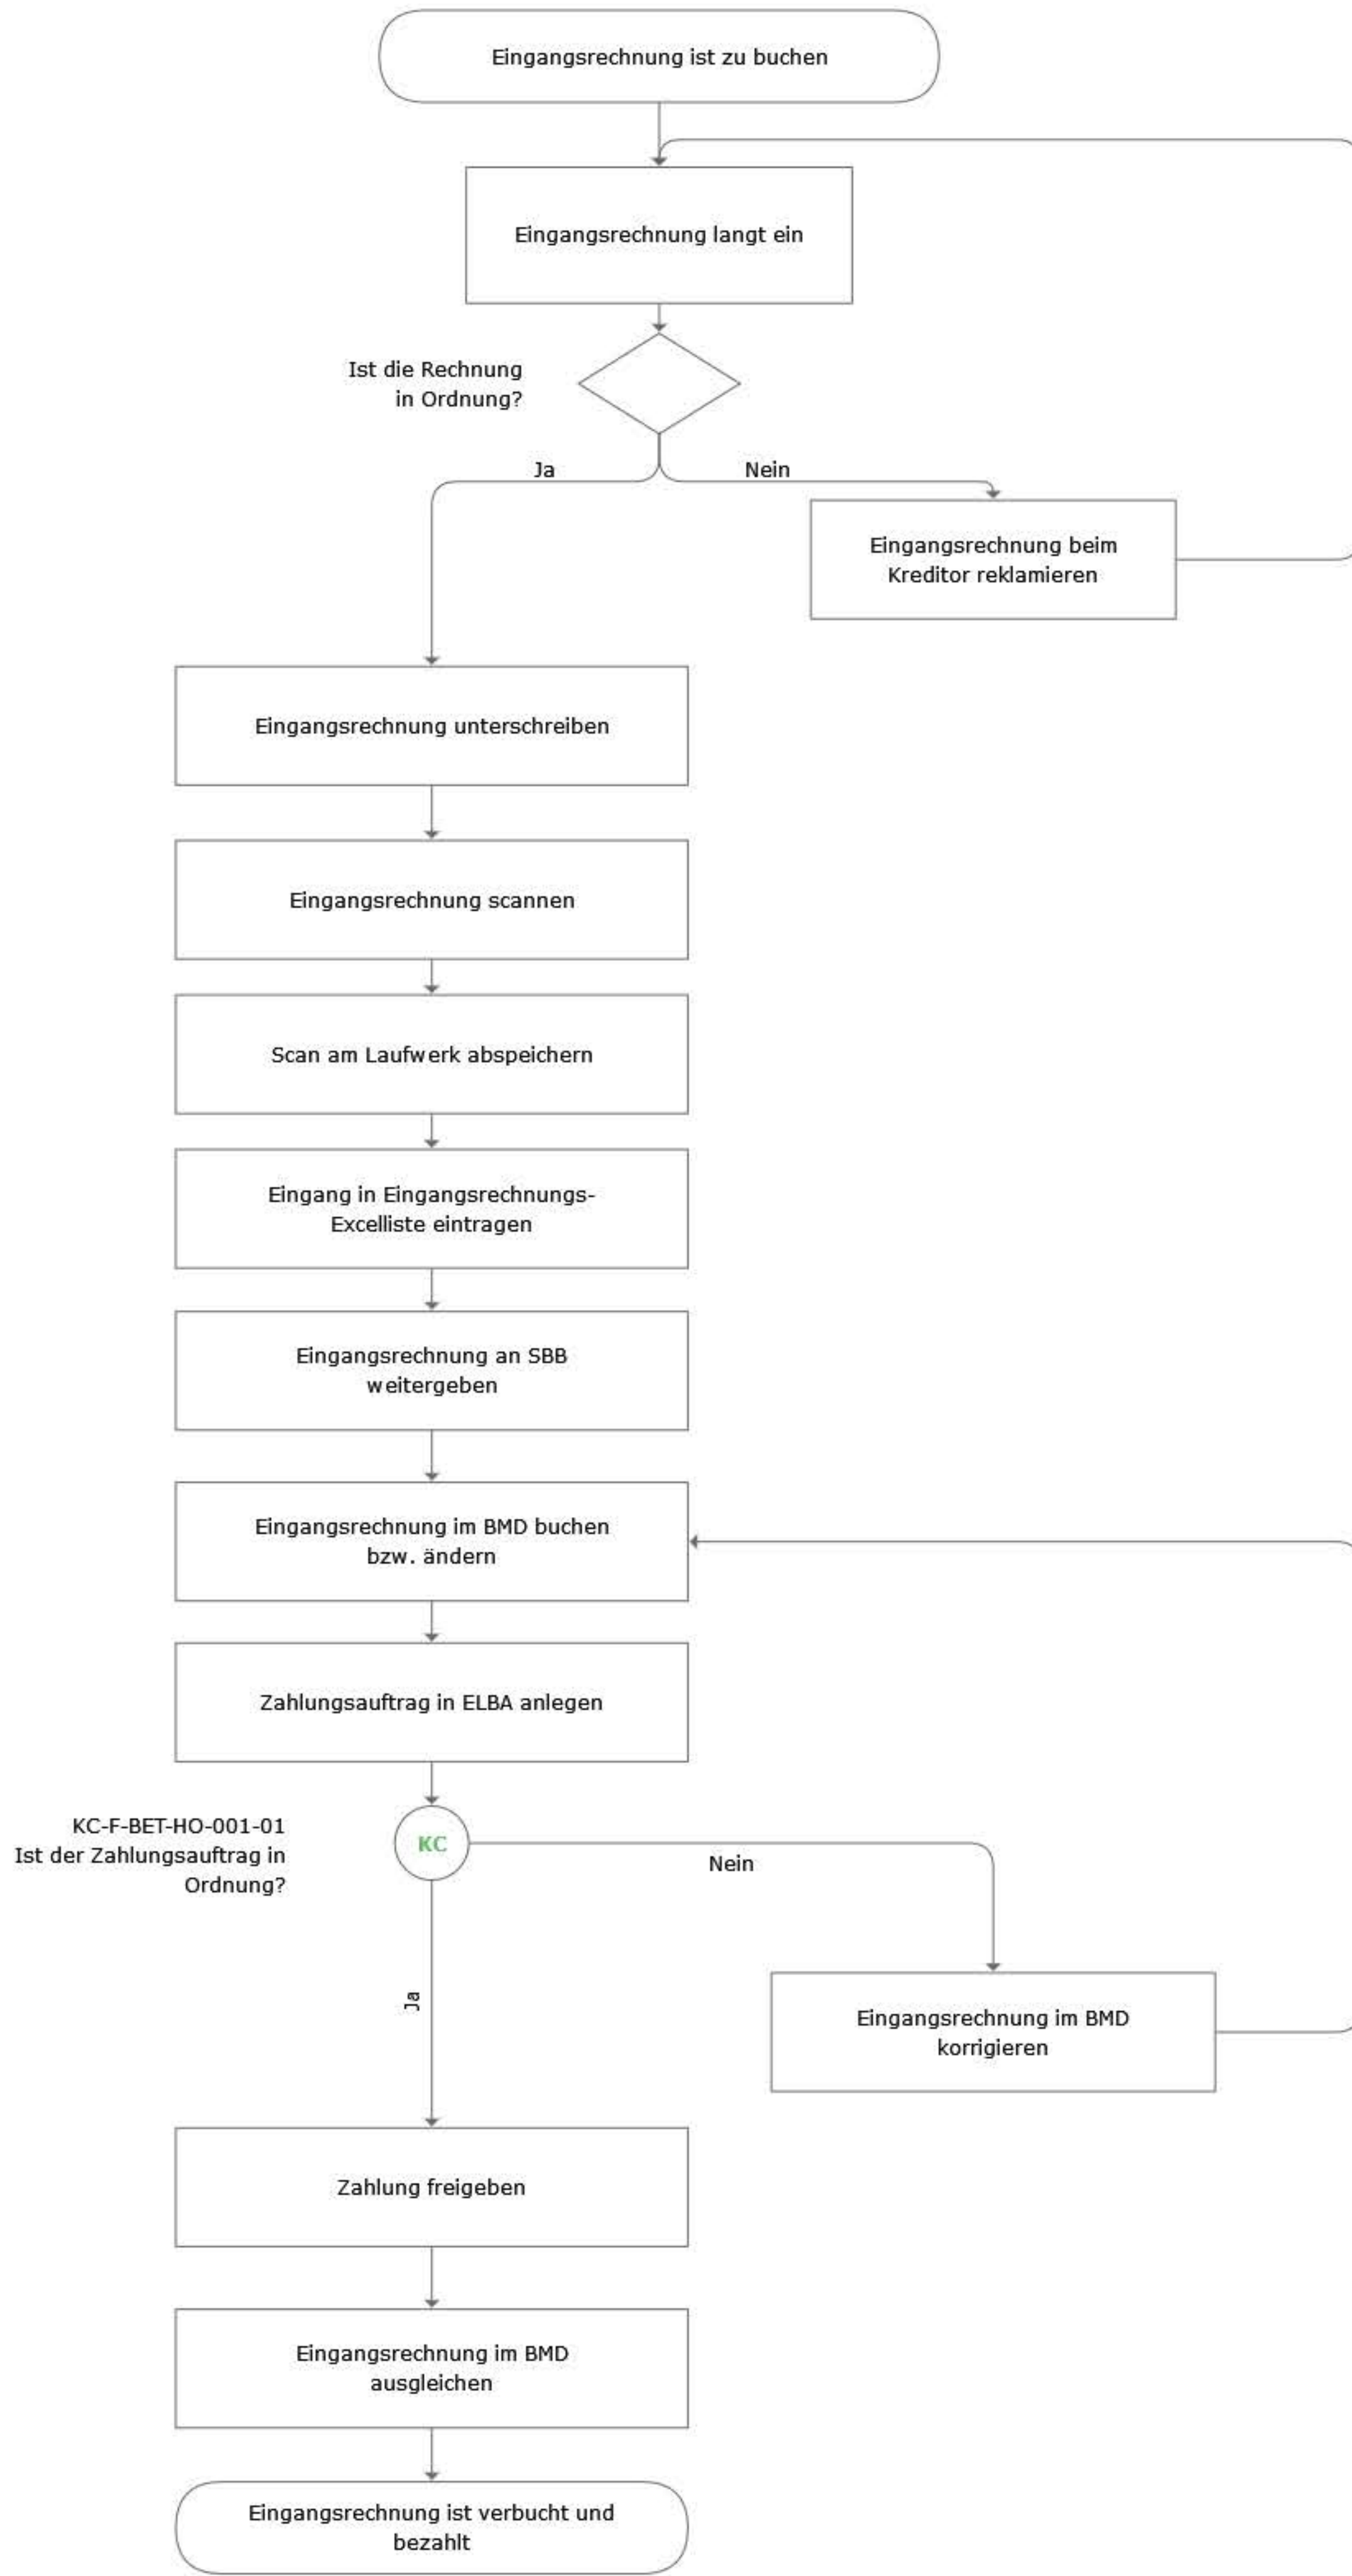 Eingangsrechnung ist zu buchen
Eingangsrechnung langt ein
Ist die Rechnung
in Ordnung?
Ja
Nein
Eingangsrechnung beim
Kreditor reklamieren
Eingangsrechnung unterschreiben
Eingangsrechnung scannen
Scan am Laufwerk abspeichern
Eingang in Eingangsrechnungs-
Excelliste eintragen
Eingangsrechnung an SBB
weitergeben
Eingangsrechnung im BMD buchen
bzw. ändern
Zahlungsauftrag in ELBA anlegen
KC-F-BET-HO-001-01
Ist der Zahlungsauftrag in
Ordnung?
KC
Nein
Ja
Eingangsrechnung im BMD
korrigieren
Zahlung freigeben
Eingangsrechnung im BMD
ausgleichen
Eingangsrechnung ist verbucht und
bezahlt